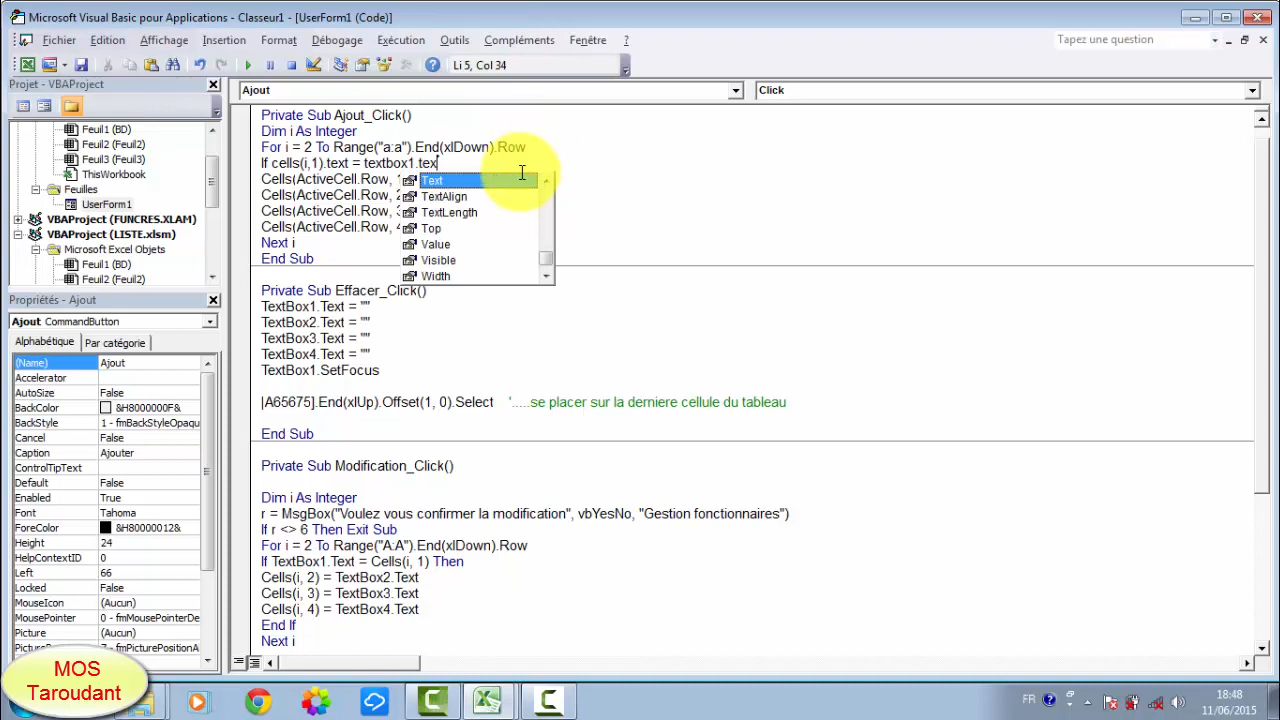 Microsoft Visual Basic pour Applications - Classeur1 - [UserForm1 (Code)]
Fichier Edition Affichage Insertion Format Débogage Exécution Outils Compléments Fenêtre ? Tapez une question
Li 5, Col 34
Projet - VBAProject
Feuil1 (BD)
Feuil2 (Feuil2)
Feuil3 (Feuil3)
ThisWorkbook
Feuilles
UserForm1
VBAProject (FUNCRES.XLAM)
VBAProject (LISTE.xlsm)
Microsoft Excel Objets
Feuil1 (BD)
Feuil2 (Feuil2)
Propriétés - Ajout
Ajout CommandButton
Alphabétique Par catégorie
(Name) Ajout
Accelerator
AutoSize False
BackColor &H8000000F&
BackStyle 1 - fmBackStyleOpaqu
Cancel False
Caption Ajouter
ControlTipText
Default False
Enabled True
Font Tahoma
ForeColor &H80000012&
Height 24
HelpContextID 0
Left 66
Locked False
MouseIcon (Aucun)
MousePointer 0 - fmMousePointerDe
Picture (Aucun)
MOS
Taroudant
Ajout Click
Private Sub Ajout_Click()
Dim i As Integer
For i = 2 To Range("a:a").End(xlDown).Row
If cells(i,1).text = textbox1.tex
Cells(ActiveCell.Row, 1
Cells(ActiveCell.Row, 2
Cells(ActiveCell.Row, 3
Cells(ActiveCell.Row,
Next i
End Sub
Text
TextAlign
TextLength
Top
Value
Visible
Width
Private Sub Effacer_Click()
TextBox1.Text = ""
TextBox2.Text = ""
TextBox3.Text = ""
TextBox4.Text = ""
TextBox1.SetFocus
|A65675].End(xlUp).Offset(1, 0).Select '.....se placer sur la derniere cellule du tableau
End Sub
Private Sub Modification_Click()
Dim i As Integer
r = MsgBox("Voulez vous confirmer la modification", vbYesNo, "Gestion fonctionnaires")
If r <> 6 Then Exit Sub
For i = 2 To Range("A:A").End(xlDown).Row
If TextBox1.Text = Cells(i, 1) Then
Cells(i, 2) = TextBox2.Text
Cells(i, 3) = TextBox3.Text
Cells(i, 4) = TextBox4.Text
End If
Next i
FR
18:48
11/06/2015